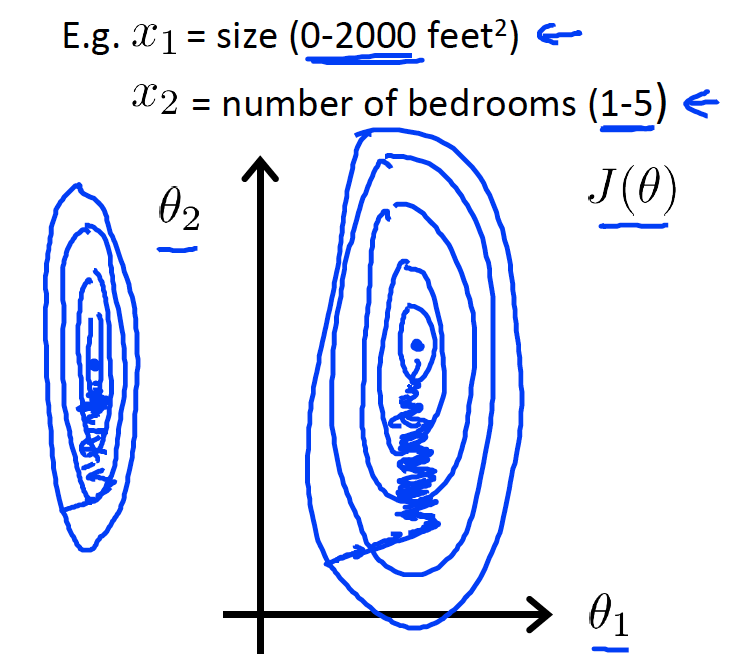 E.g. x₁ = size (0-2000 feet²)
x₂ = number of bedrooms (1-5)
θ₂
J(θ)
θ₁